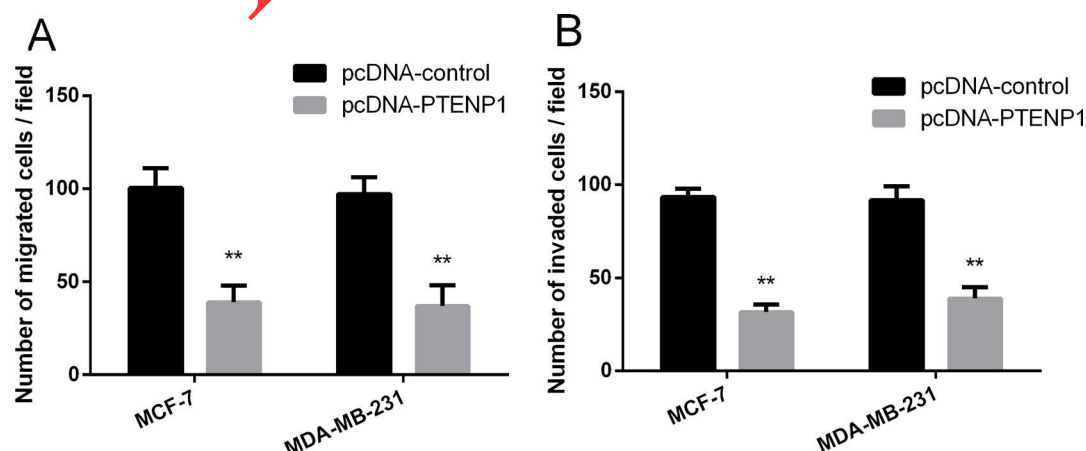 A
pcDNA-control
pcDNA-PTENP1
Number of migrated cells / field
150
100
50
0
**
**
MCF-7
MDA-MB-231
B
pcDNA-control
pcDNA-PTENP1
Number of invaded cells / field
150
100
50
0
**
**
MCF-7
MDA-MB-231